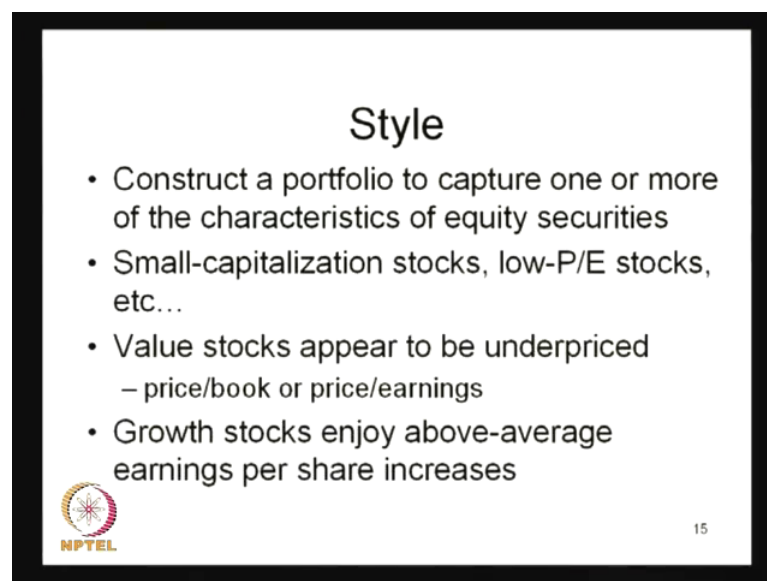 Style
• Construct a portfolio to capture one or more
of the characteristics of equity securities
• Small-capitalization stocks, low-P/E stocks,
etc...
• Value stocks appear to be underpriced
– price/book or price/earnings
• Growth stocks enjoy above-average
earnings per share increases
NPTEL
15